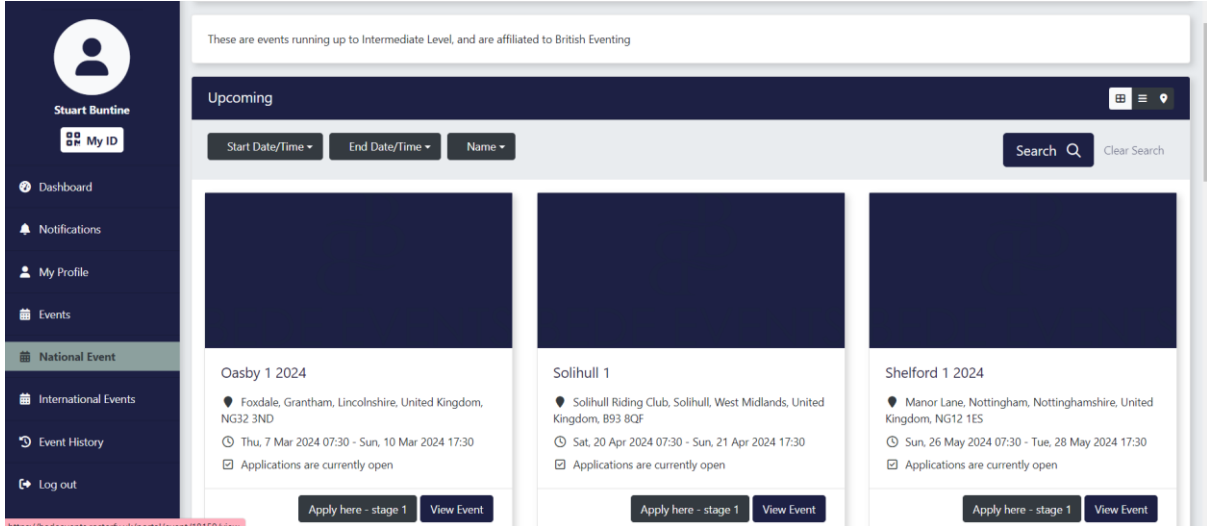 These are events running up to Intermediate Level, and are affiliated to British Eventing
Stuart Buntine
My ID
Dashboard
Notifications
My Profile
Events
National Event
International Events
Event History
Log out
Upcoming
Start Date/Time
End Date/Time
Name
Search
Clear Search
Oasby 1 2024
Foxdale, Grantham, Lincolnshire, United Kingdom,
NG32 3ND
Thu, 7 Mar 2024 07:30 - Sun, 10 Mar 2024 17:30
Applications are currently open
Apply here - stage 1
View Event
Solihull 1
Solihull Riding Club, Solihull, West Midlands, United
Kingdom, B93 8QF
Sat, 20 Apr 2024 07:30 - Sun, 21 Apr 2024 17:30
Applications are currently open
Apply here - stage 1
View Event
Shelford 1 2024
Manor Lane, Nottingham, Nottinghamshire, United
Kingdom, NG12 1ES
Sun, 26 May 2024 07:30 - Tue, 28 May 2024 17:30
Applications are currently open
Apply here - stage 1
View Event